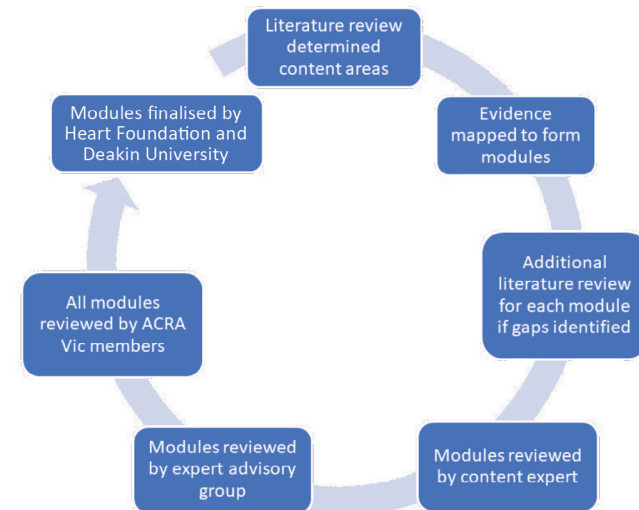 Literature review
determined
content areas
Evidence
mapped to form
modules
Additional
literature review
for each module
if gaps identified
Modules reviewed
by content expert
Modules reviewed
by expert advisory
group
All modules
reviewed by ACRA
Vic members
Modules finalised by
Heart Foundation and
Deakin University